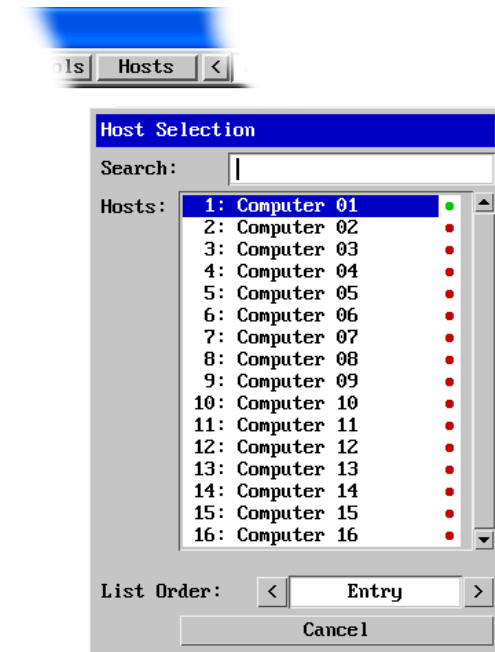 ols Hosts <
Host Selection
Search:
Hosts: 1: Computer 01
2: Computer 02
3: Computer 03
4: Computer 04
5: Computer 05
6: Computer 06
7: Computer 07
8: Computer 08
9: Computer 09
10: Computer 10
11: Computer 11
12: Computer 12
13: Computer 13
14: Computer 14
15: Computer 15
16: Computer 16
List Order: < Entry >
Cancel